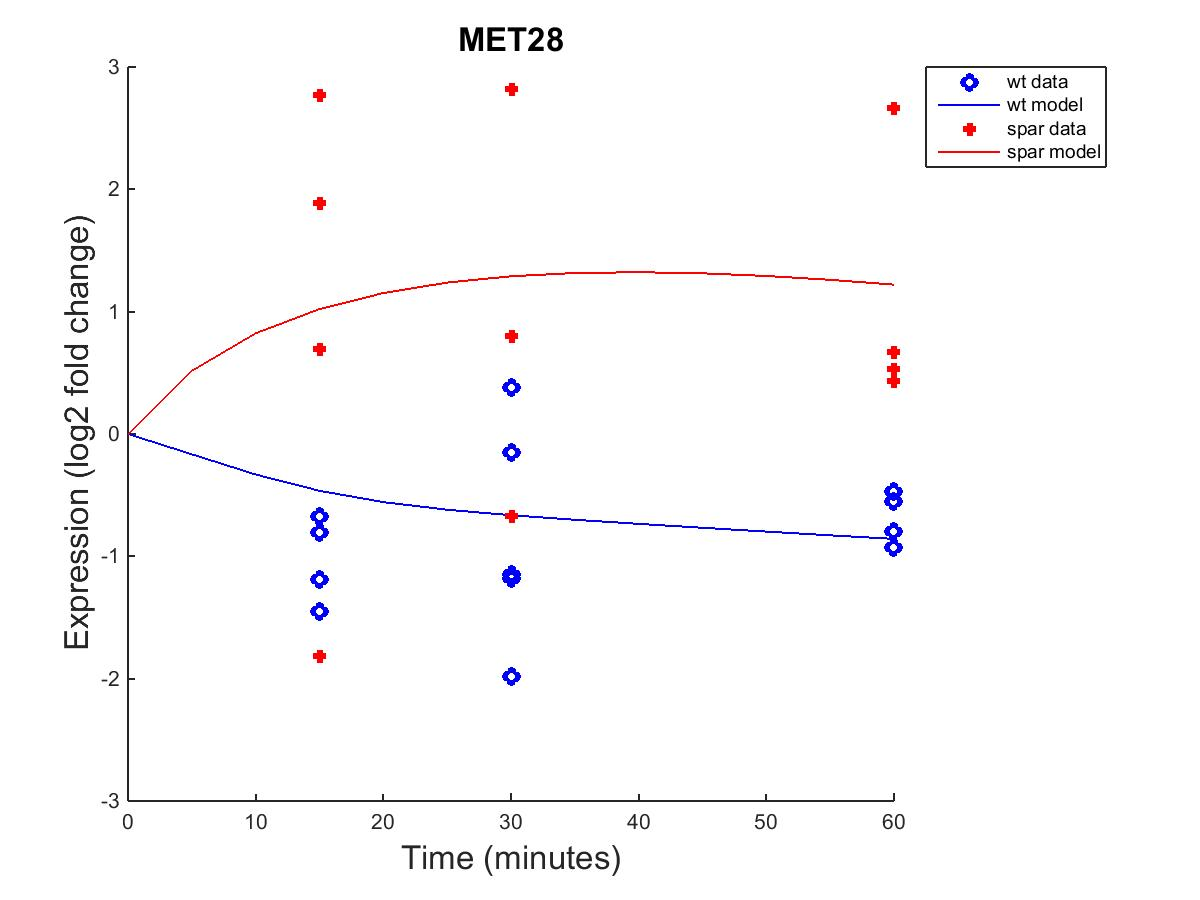 MET28
wt data
wt model
spar data
spar model
3
2
1
0
-1
-2
-3
Expression (log2 fold change)
0 10 20 30 40 50 60
Time (minutes)